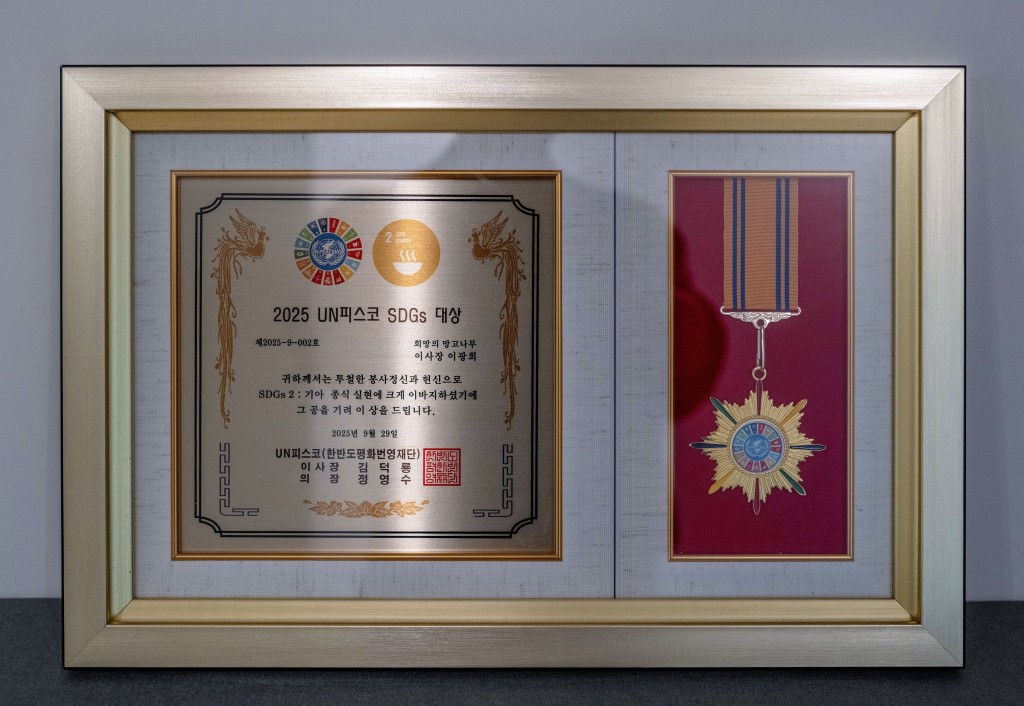 2
2025 UN피스코 SDGs 대상
제2025-9-002호
희망의 망고나무
이사장 이광희
귀하께서는 투철한 봉사정신과 헌신으로
SDGs 2 : 기아 종식 실현에 크게 이바지하셨기에
그 공을 기려 이 상을 드립니다.
2025년 9월 29일
UN피스코(한반도평화번영재단)
이 사 장 김 덕 룡
의 장 정 영 수